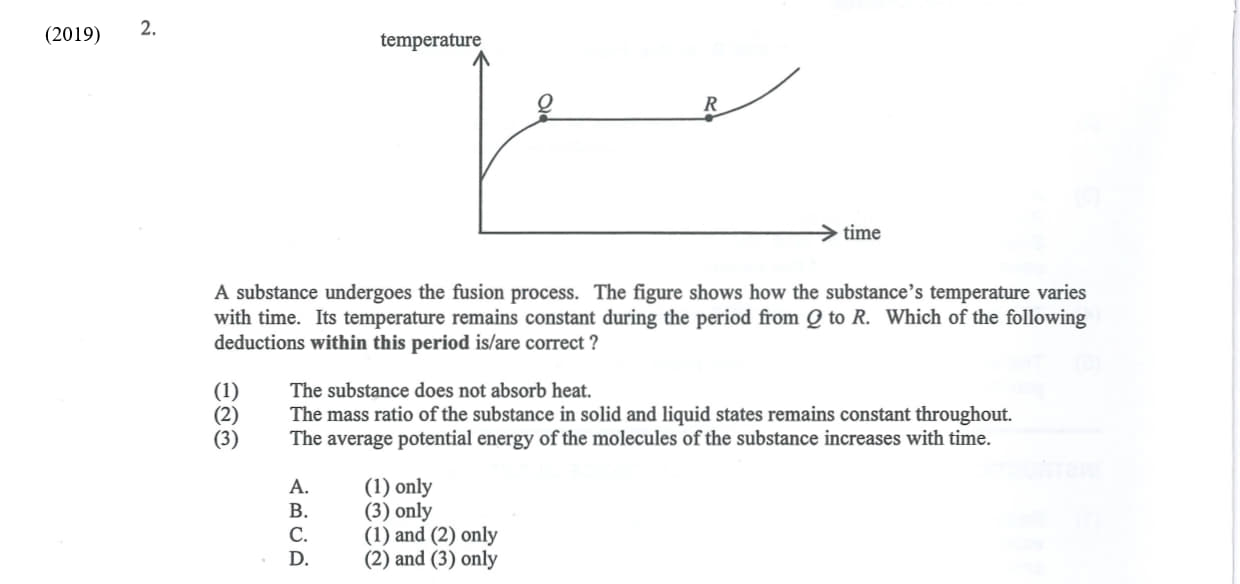 (2019) 2.
temperature
Q
R
time
A substance undergoes the fusion process. The figure shows how the substance's temperature varies
with time. Its temperature remains constant during the period from Q to R. Which of the following
deductions within this period is/are correct ?
(1) The substance does not absorb heat.
(2) The mass ratio of the substance in solid and liquid states remains constant throughout.
(3) The average potential energy of the molecules of the substance increases with time.
A. (1) only
B. (3) only
C. (1) and (2) only
D. (2) and (3) only